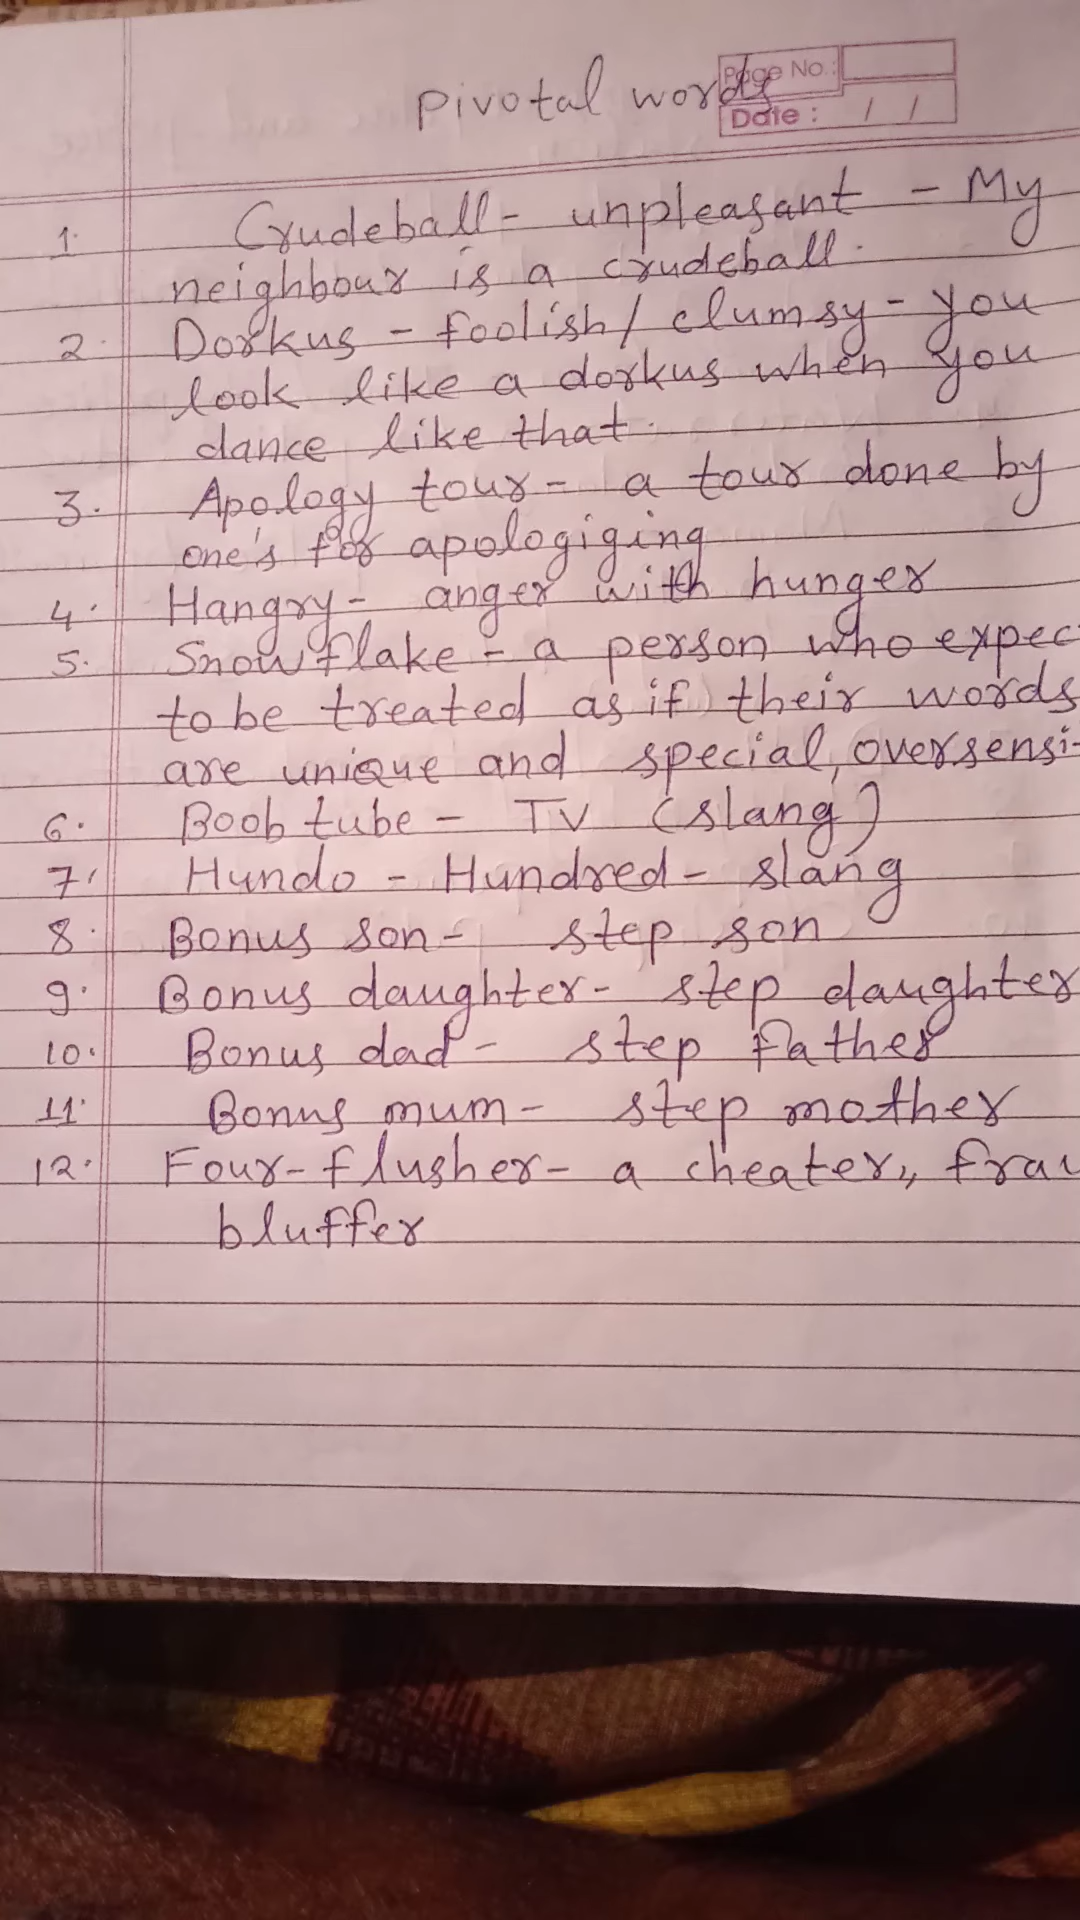 Pivotal words
Page No.:
Date : / /
1. Crudeball - unpleasant - My
neighbour is a crudeball.
2. Dorkus - foolish / clumsy - you
look like a dorkus when you
dance like that.
3. Apology tour - a tour done by
one's for apologiging
4. Hangry - anger with hunger
5. Snowflake - a person who expec
to be treated as if their words
are unique and special, oversensi-
6. Boob tube - TV (slang)
7. Hundo - Hundred - slang
8. Bonus son - step son
9. Bonus daughter - step daughter
10. Bonus dad - step father
11. Bonus mum - step mother
12. Four-flusher - a cheater,, frau
bluffer